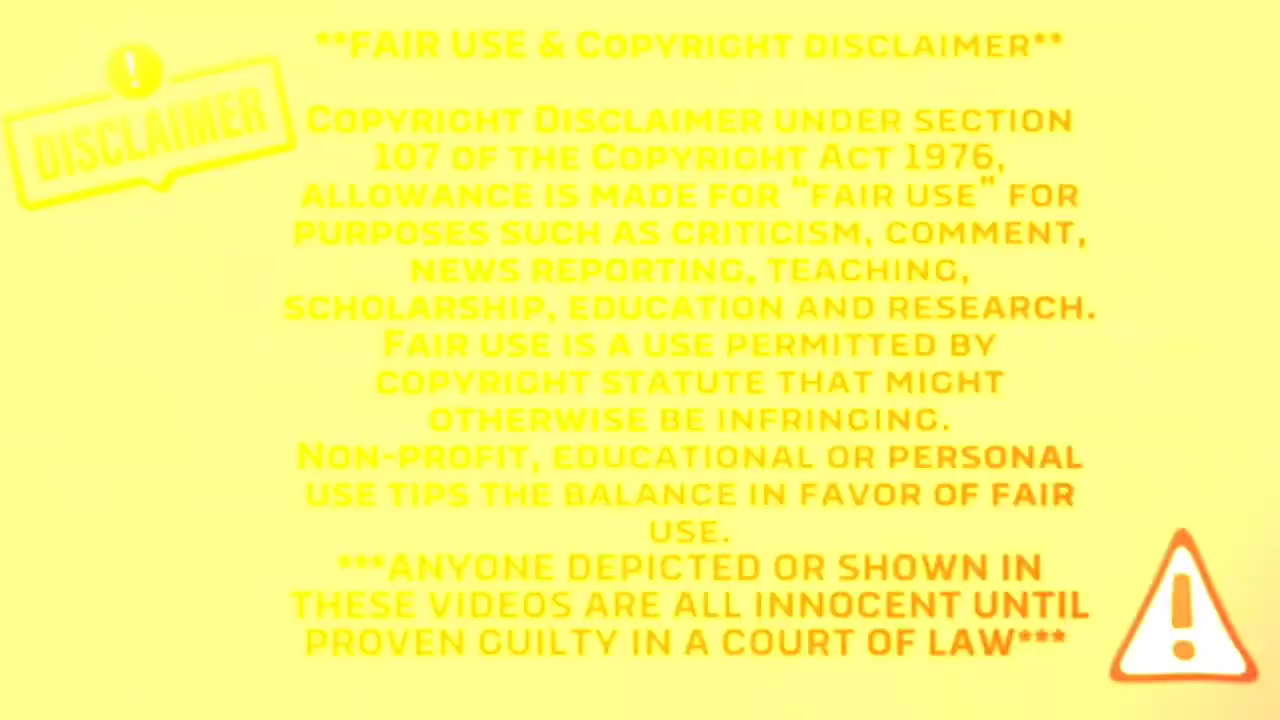 **FAIR USE & COPYRIGHT DISCLAIMER**
!
DISCLAIMER
COPYRIGHT DISCLAIMER UNDER SECTION
107 OF THE COPYRIGHT ACT 1976,
ALLOWANCE IS MADE FOR "FAIR USE" FOR
PURPOSES SUCH AS CRITICISM, COMMENT,
NEWS REPORTING, TEACHING,
SCHOLARSHIP, EDUCATION AND RESEARCH.
FAIR USE IS A USE PERMITTED BY
COPYRIGHT STATUTE THAT MIGHT
OTHERWISE BE INFRINGING.
NON-PROFIT, EDUCATIONAL OR PERSONAL
USE TIPS THE BALANCE IN FAVOR OF FAIR
USE.
***ANYONE DEPICTED OR SHOWN IN
THESE VIDEOS ARE ALL INNOCENT UNTIL
PROVEN GUILTY IN A COURT OF LAW***
!